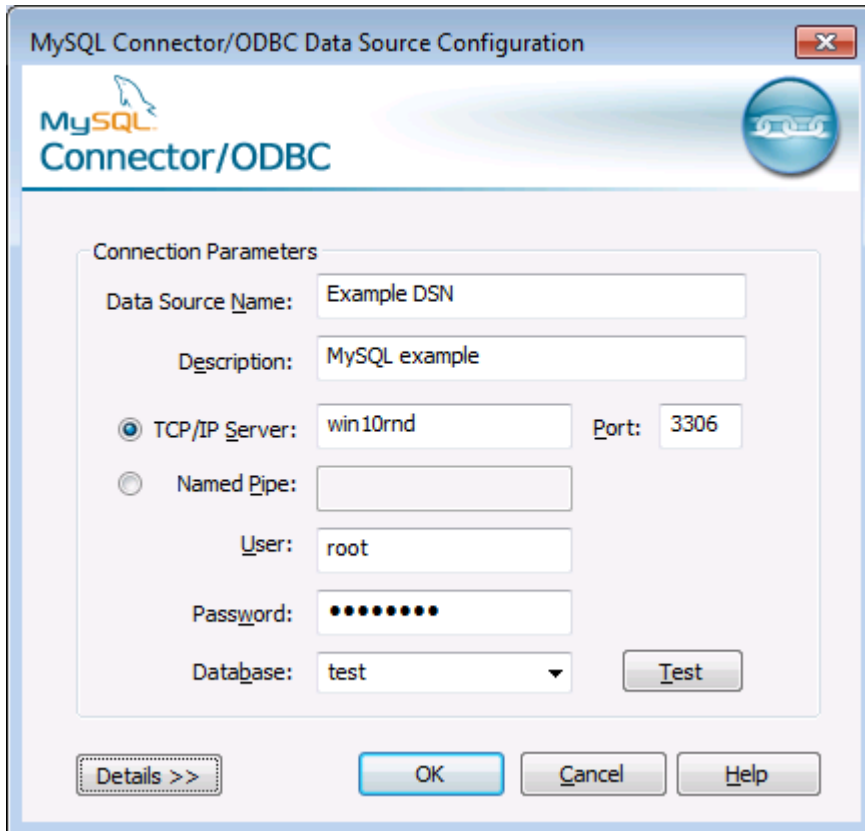 MySQL Connector/ODBC Data Source Configuration
MySQL
Connector/ODBC
Connection Parameters
Data Source Name: Example DSN
Description: MySQL example
TCP/IP Server: win10rnd Port: 3306
Named Pipe:
User: root
Password: ••••••••
Database: test Test
Details >> OK Cancel Help